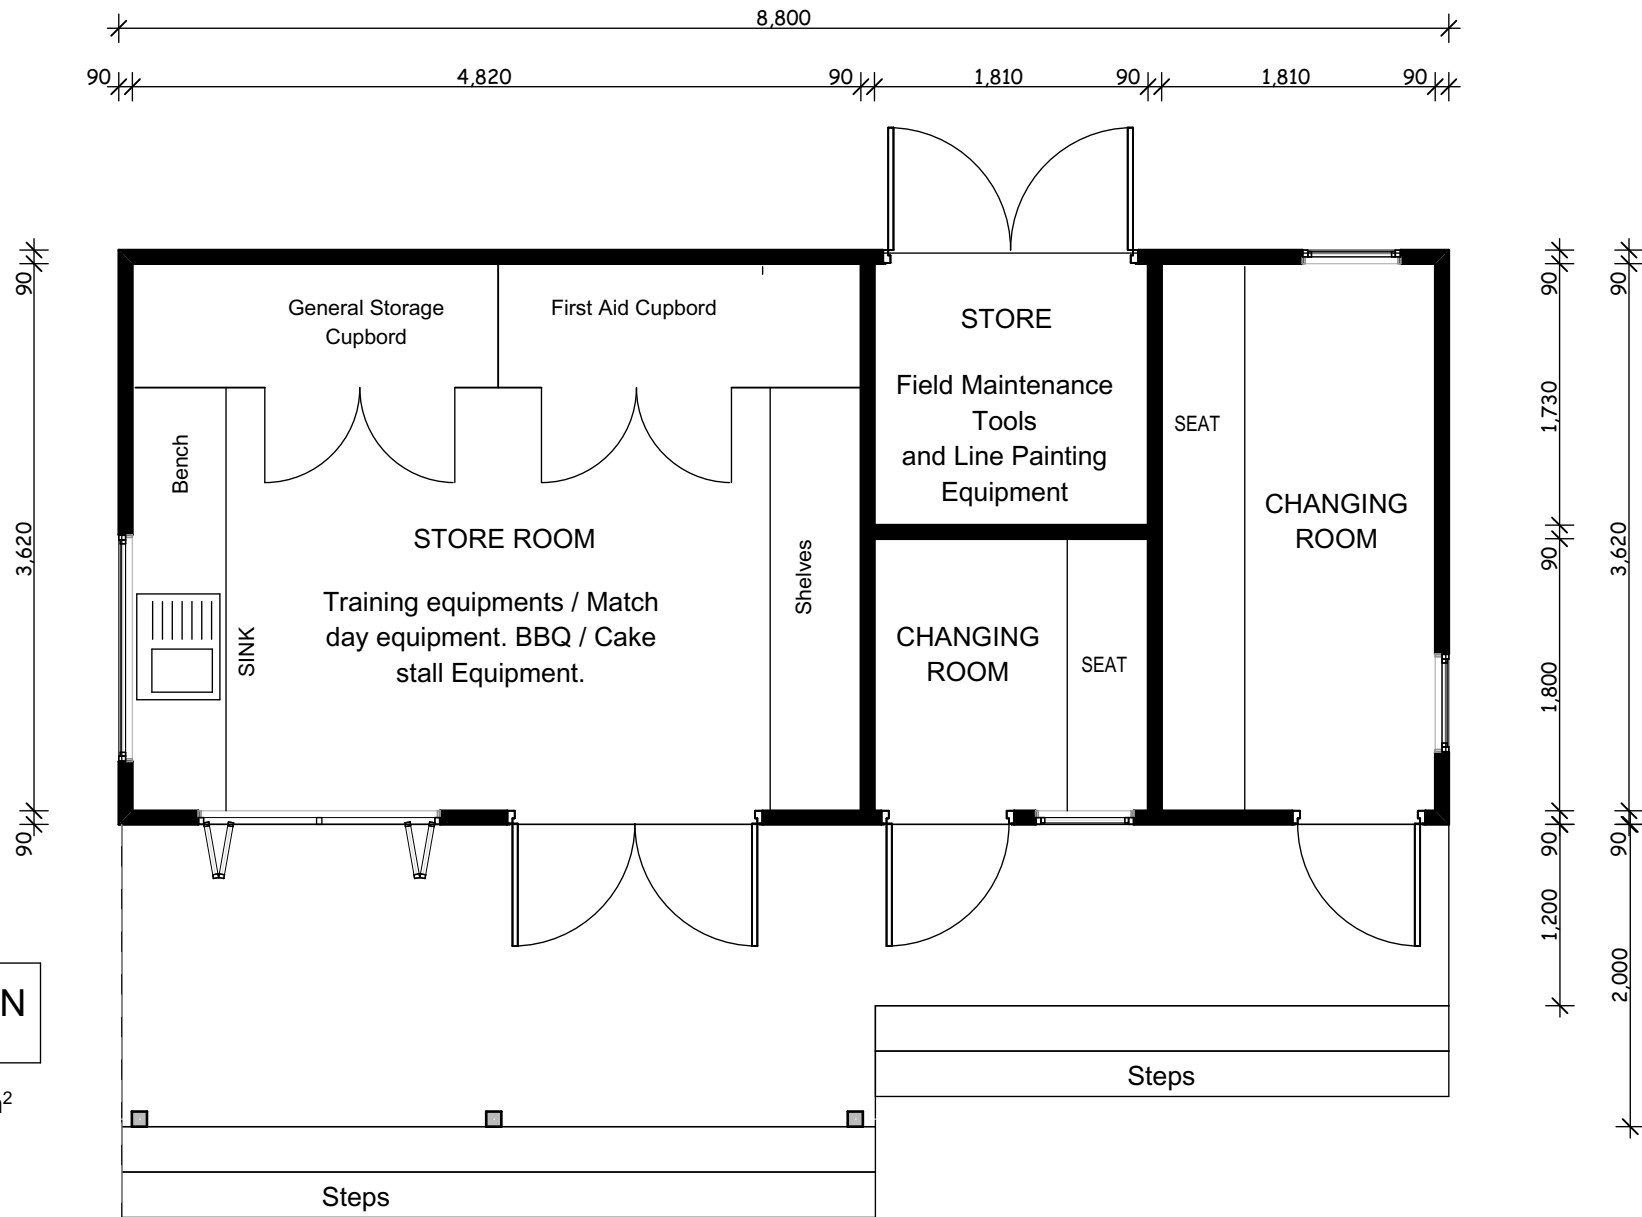 8,800
90
4,820
90
1,810
90
1,810
90
General Storage
Cupbord
First Aid Cupbord
STORE
Field Maintenance
Tools
and Line Painting
Equipment
Bench
SEAT
CHANGING
ROOM
STORE ROOM
Training equipments / Match
day equipment. BBQ / Cake
stall Equipment.
SINK
Shelves
CHANGING
ROOM
SEAT
90
3,620
90
90
1,730
90
1,800
90
1,200
90
3,620
90
2,000
N
2
Steps
Steps